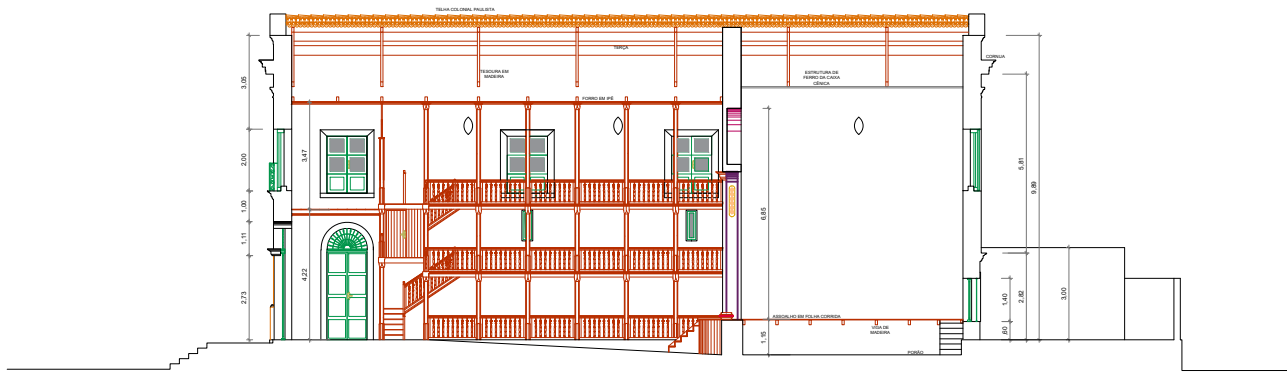 TELHA COLONIAL PAULISTA
TERÇA
TESOURA EM
MADEIRA
ESTRUTURA DE
FERRO DA CAIXA
CÊNICA
CORNIJA
FORRO EM IPÊ
3,05
2,00
1,00
1,11
2,73
3,47
4,22
6,85
1,15
5,81
9,89
1,40
,60
2,82
3,00
ASSOALHO EM FOLHA CORRIDA
VIGA DE
MADEIRA
PORÃO